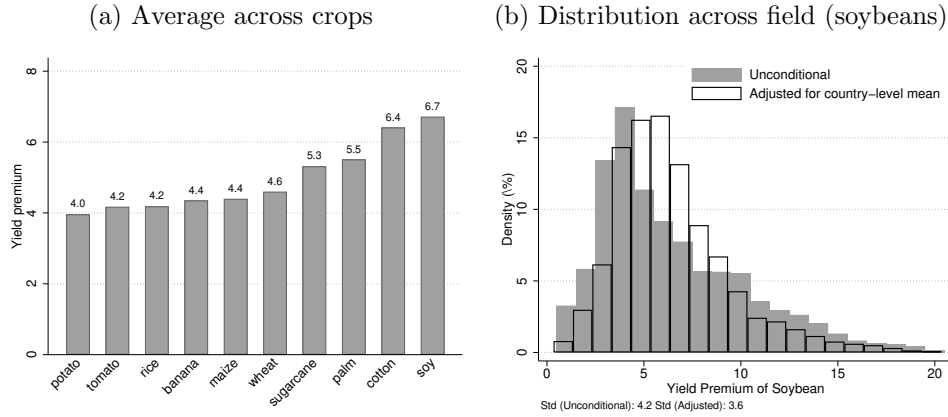 (a) Average across crops
Yield premium
8
6
4
2
0
4.0
4.2
4.2
4.4
4.4
4.6
5.3
5.5
6.4
6.7
potato
tomato
rice
banana
maize
wheat
sugarcane
palm
cotton
soy
(b) Distribution across field (soybeans)
Density (\%)
20
15
10
5
0
Unconditional
Adjusted for country-level mean
0 5 10 15 20
Yield Premium of Soybean
Std (Unconditional): 4.2 Std (Adjusted): 3.6